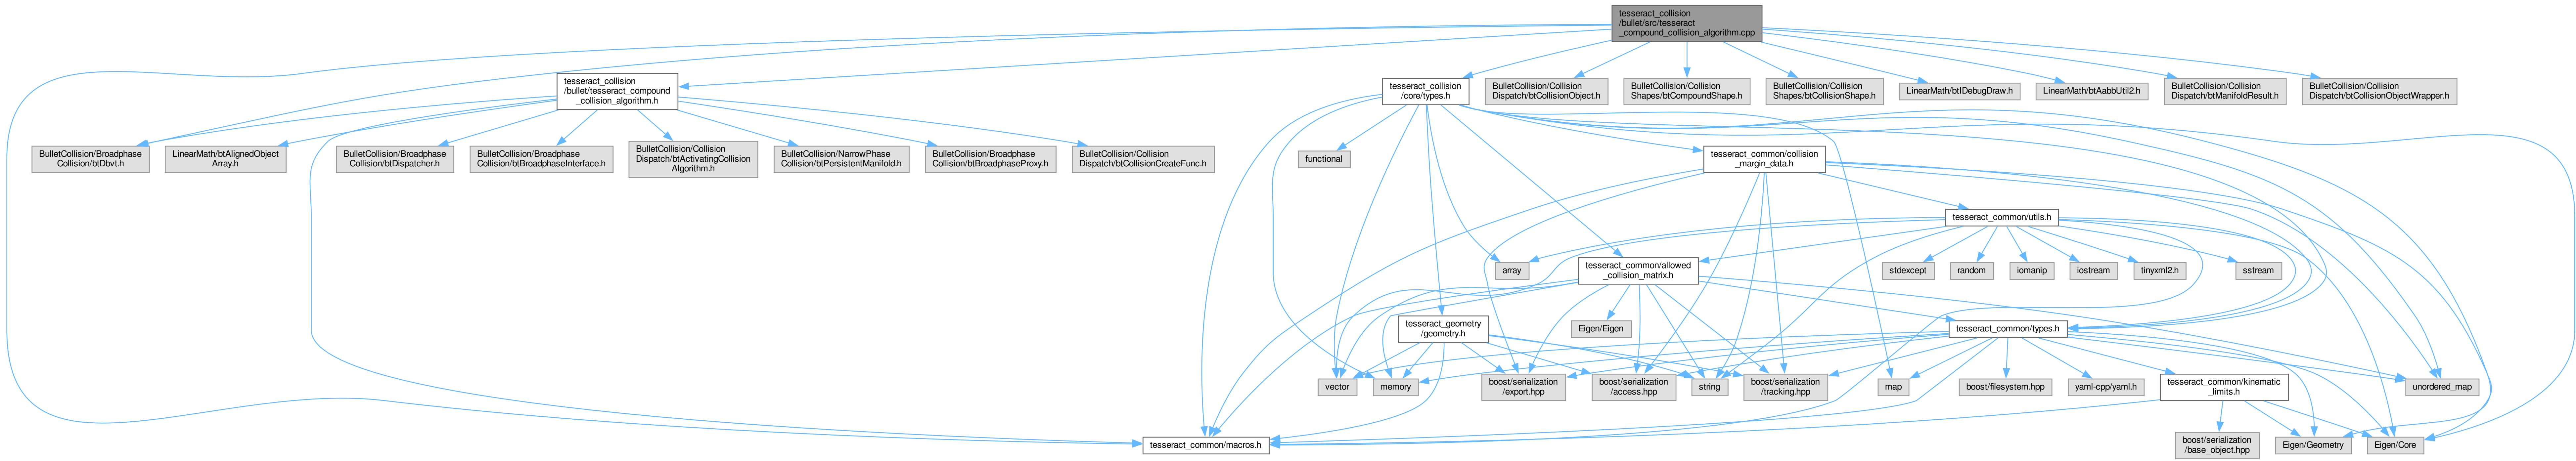 tesseract_collision
/bullet/src/tesseract
_compound_collision_algorithm.cpp
tesseract_collision
/bullet/tesseract_compound
_collision_algorithm.h
tesseract_collision
/core/types.h
BulletCollision/Collision
Dispatch/btCollisionObject.h
BulletCollision/Collision
Shapes/btCompoundShape.h
BulletCollision/Collision
Shapes/btCollisionShape.h
LinearMath/btIDebugDraw.h
LinearMath/btAabbUtil2.h
BulletCollision/Collision
Dispatch/btManifoldResult.h
BulletCollision/Collision
Dispatch/btCollisionObjectWrapper.h
BulletCollision/Broadphase
Collision/btDbvt.h
LinearMath/btAlignedObject
Array.h
BulletCollision/Broadphase
Collision/btDispatcher.h
BulletCollision/Broadphase
Collision/btBroadphaseInterface.h
BulletCollision/Collision
Dispatch/btActivatingCollision
Algorithm.h
BulletCollision/NarrowPhase
Collision/btPersistentManifold.h
BulletCollision/Broadphase
Collision/btBroadphaseProxy.h
BulletCollision/Collision
Dispatch/btCollisionCreateFunc.h
functional
tesseract_common/collision
_margin_data.h
tesseract_common/utils.h
array
tesseract_common/allowed
_collision_matrix.h
stdexcept
random
iomanip
iostream
tinyxml2.h
sstream
tesseract_geometry
/geometry.h
Eigen/Eigen
tesseract_common/types.h
vector
memory
boost/serialization
/export.hpp
boost/serialization
/access.hpp
string
boost/serialization
/tracking.hpp
map
boost/filesystem.hpp
yaml-cpp/yaml.h
tesseract_common/kinematic
_limits.h
unordered_map
tesseract_common/macros.h
boost/serialization
/base_object.hpp
Eigen/Geometry
Eigen/Core